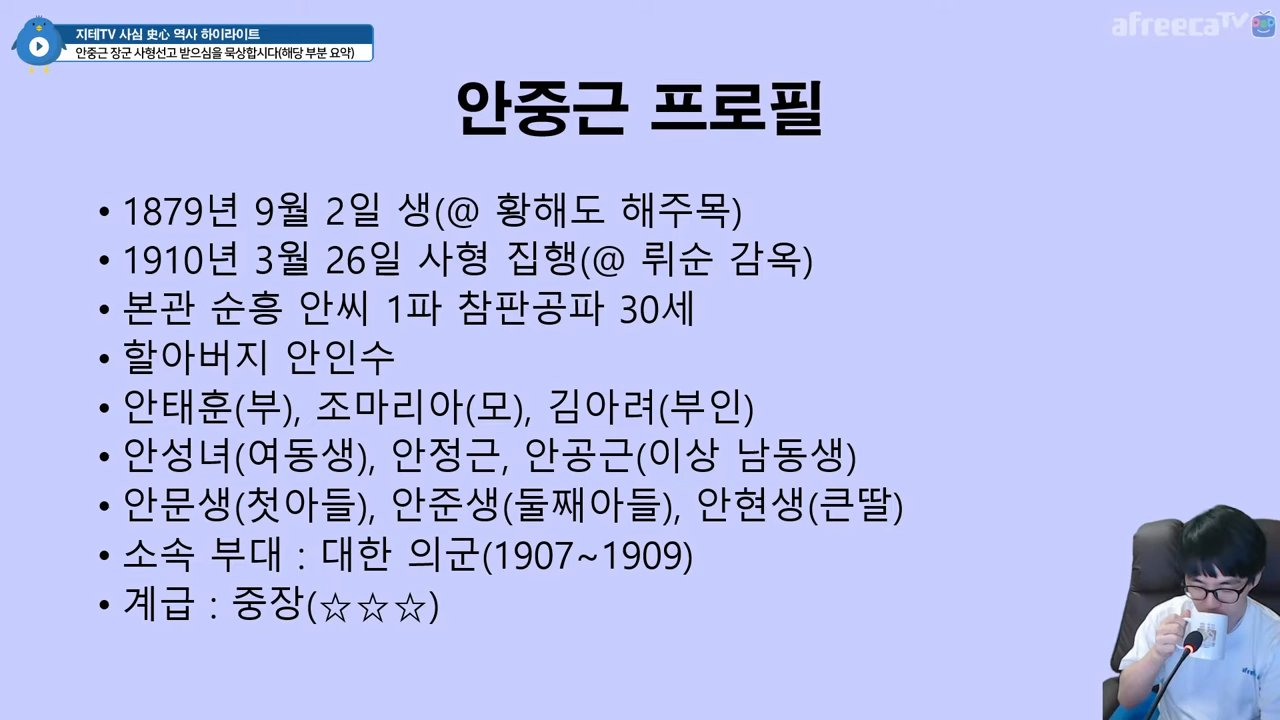 지테TV 사심 史心 역사 하이라이트
안중근 장군 사형선고 받으심을 묵상합시다(해당 부분 요약)
afreecaTV
안중근 프로필
• 1879년 9월 2일 생(@ 황해도 해주목)
• 1910년 3월 26일 사형 집행(@ 뤼순 감옥)
• 본관 순흥 안씨 1파 참판공파 30세
• 할아버지 안인수
• 안태훈(부), 조마리아(모), 김아려(부인)
• 안성녀(여동생), 안정근, 안공근(이상 남동생)
• 안문생(첫아들), 안준생(둘째아들), 안현생(큰딸)
• 소속 부대 : 대한 의군(1907~1909)
• 계급 : 중장(☆☆☆)